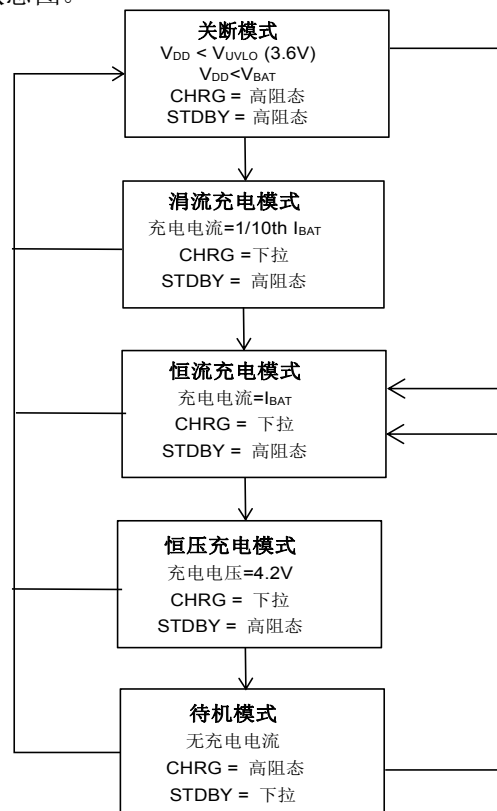 关断模式
VDD < VUVLO (3.6V)
VDD<VBAT
CHRG = 高阻态
STDBY = 高阻态
涓流充电模式
充电电流=1/10th IBAT
CHRG =下拉
STDBY = 高阻态
恒流充电模式
充电电流=IBAT
CHRG = 下拉
STDBY = 高阻态
恒压充电模式
充电电压=4.2V
CHRG = 下拉
STDBY = 高阻态
待机模式
无充电电流
CHRG = 高阻态
STDBY = 下拉